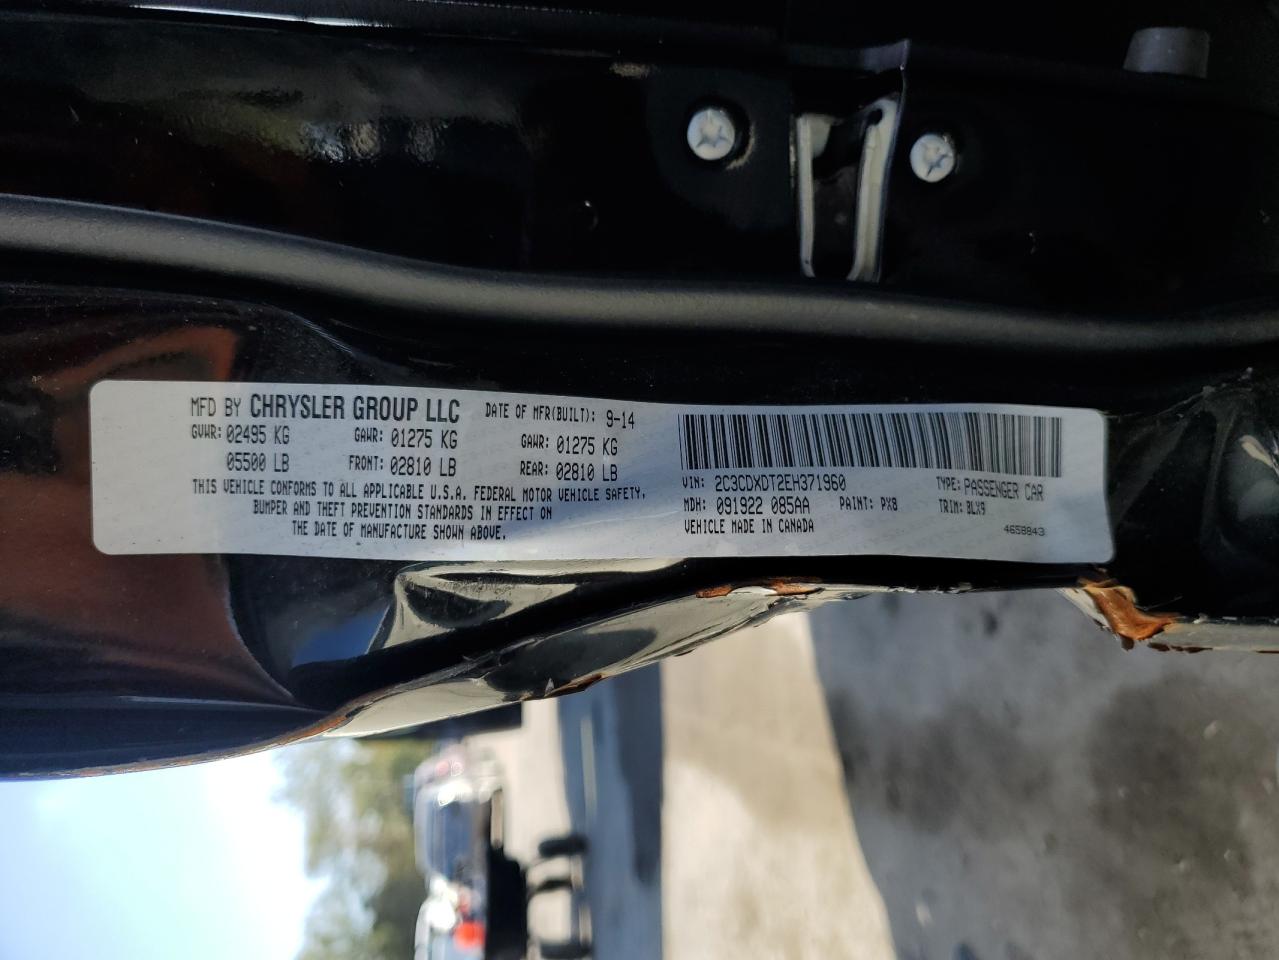 MFD BY CHRYSLER GROUP LLC DATE OF MFR(BUILT): 9-14
GVWR: 02495 KG GAWR: 01275 KG GAWR: 01275 KG
05500 LB FRONT: 02810 LB REAR: 02810 LB
THIS VEHICLE CONFORMS TO ALL APPLICABLE U.S.A. FEDERAL MOTOR VEHICLE SAFETY,
BUMPER AND THEFT PREVENTION STANDARDS IN EFFECT ON
THE DATE OF MANUFACTURE SHOWN ABOVE.
VIN: 2C3CDXDT2EH371960 TYPE: PASSENGER CAR
MDH: 091922 085AA PAINT: PX8 TRIM: BLX9
VEHICLE MADE IN CANADA 4658843